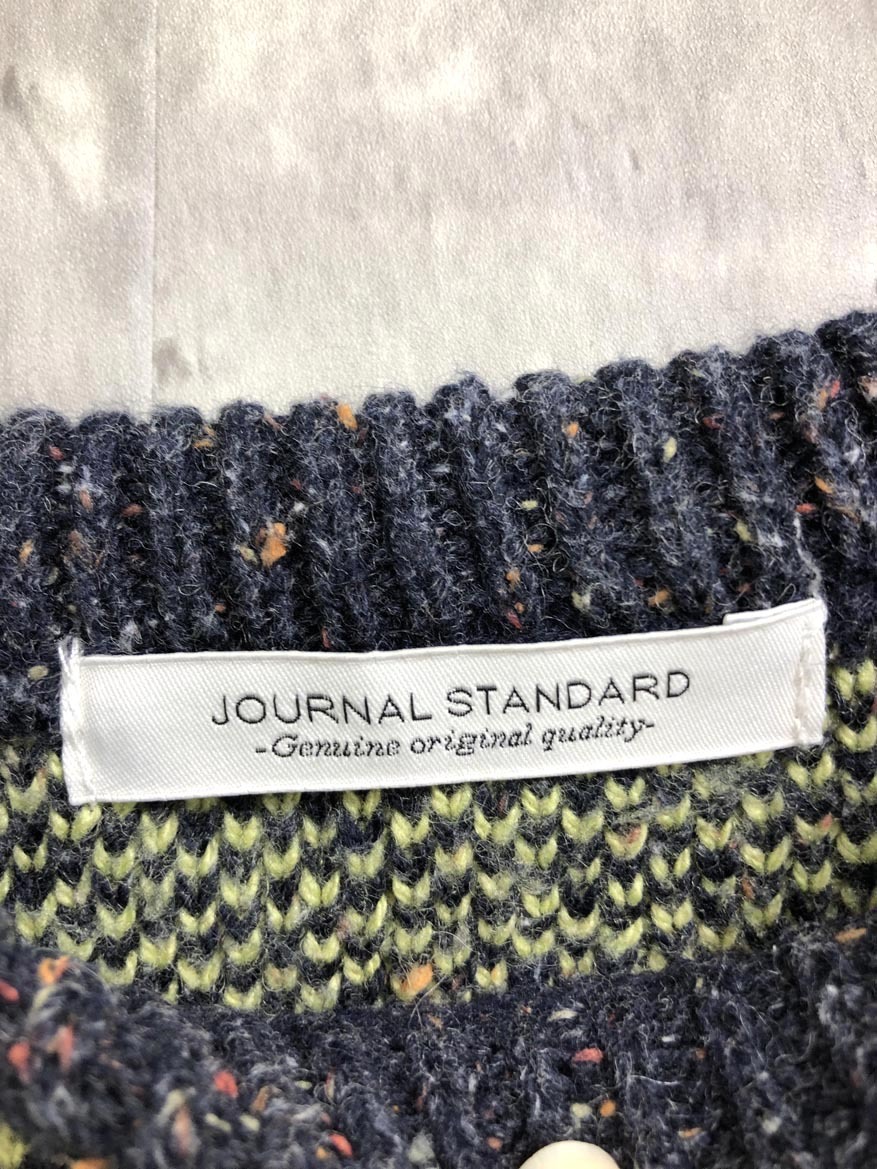 JOURNAL STANDARD
-Genuine original quality-